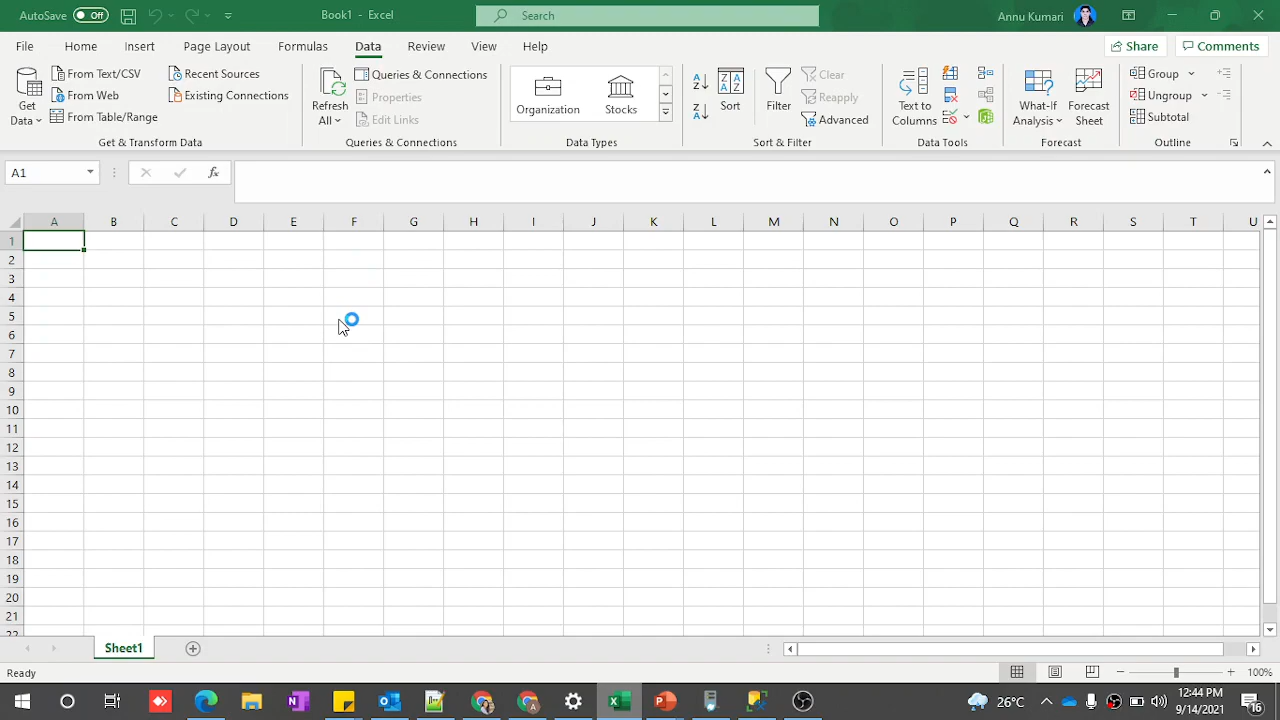 AutoSave Off Book1 - Excel Search Annu Kumari
File Home Insert Page Layout Formulas Data Review View Help Share Comments
Get Data
From Text/CSV
From Web
From Table/Range
Recent Sources
Existing Connections
Get & Transform Data
Refresh All
Queries & Connections
Properties
Edit Links
Queries & Connections
Organization Stocks
Data Types
Sort
Filter
Clear
Reapply
Advanced
Sort & Filter
Text to Columns
Data Tools
What-If Analysis
Forecast Sheet
Forecast
Group
Ungroup
Subtotal
Outline
A1 fx
A B C D E F G H I J K L M N O P Q R S T U
1
2
3
4
5
6
7
8
9
10
11
12
13
14
15
16
17
18
19
20
21
22
Sheet1
Ready 100%
26°C 12:44 PM
9/14/2021 16